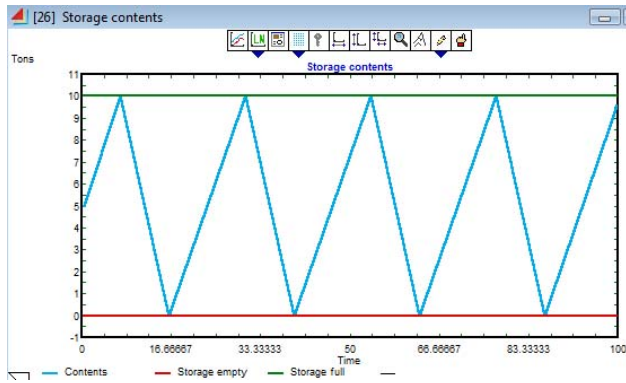 [26] Storage contents
LN
Tons
Storage contents
11
10
9
8
7
6
5
4
3
2
1
0
-1
0 16.66667 33.33333 50 66.66667 83.33333 100
Time
Contents Storage empty Storage full